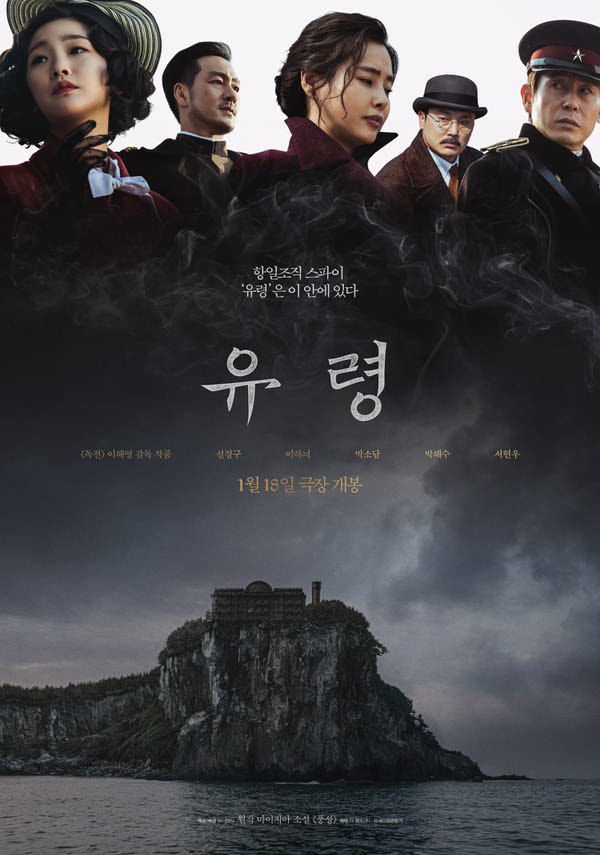 항일조직 스파이
‘유령’은 이 안에 있다
유령
<독전> 이해영 감독 작품 설경구 이하늬 박소담 박해수 서현우
1월 18일 극장 개봉
원작 마이지아 소설 <풍성>